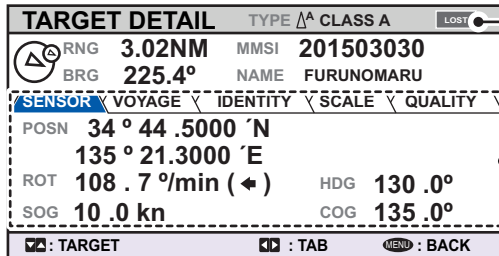 TARGET DETAIL TYPE A CLASS A LOST
RNG 3.02NM MMSI 201503030
BRG 225.4º NAME FURUNOMARU
SENSOR VOYAGE IDENTITY SCALE QUALITY
POSN 34 º 44 .5000 ´N
135 º 21.3000 ´E
ROT 108 . 7 º/min ( ← ) HDG 130 .0º
SOG 10 .0 kn COG 135 .0º
: TARGET : TAB MENU : BACK